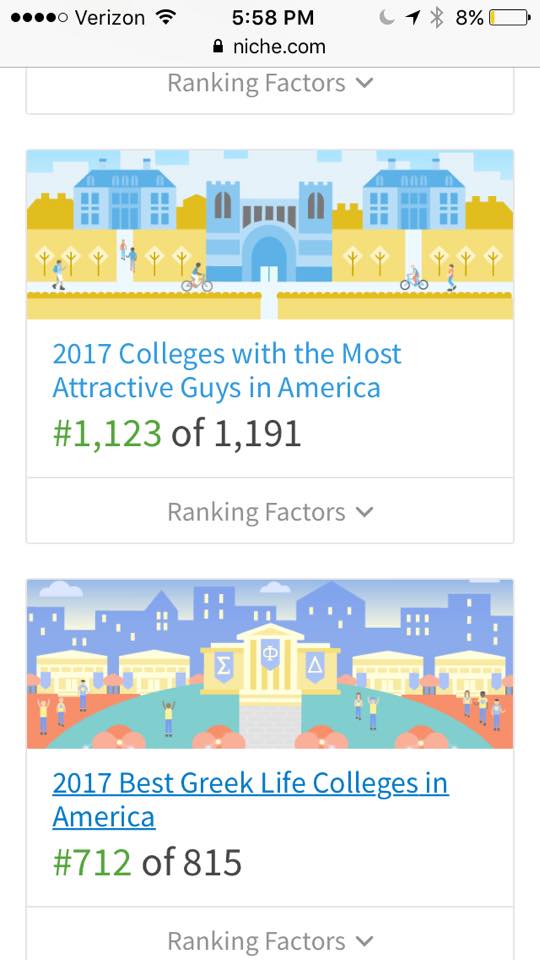 Verizon 5:58 PM 8%
niche.com
Ranking Factors
2017 Colleges with the Most
Attractive Guys in America
#1,123 of 1,191
Ranking Factors
Σ Φ Δ
2017 Best Greek Life Colleges in
America
#712 of 815
Ranking Factors